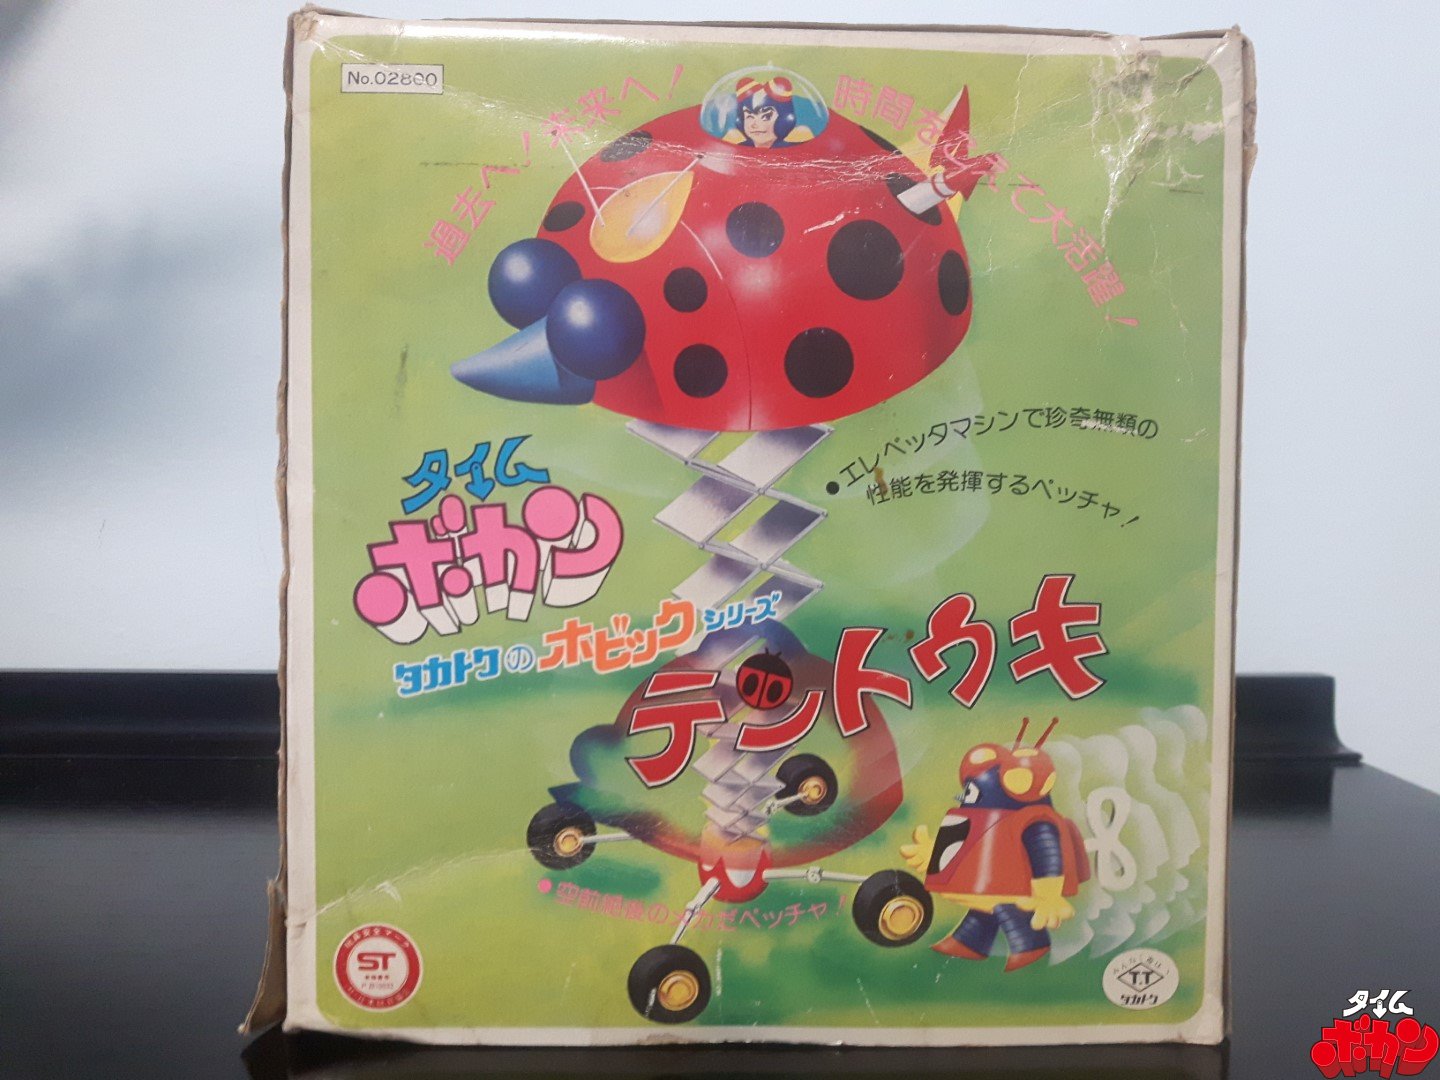 No.02800
過去へ!未来へ!
時間をこえて大活躍!
●エレベッタマシンで珍奇無類の
性能を発揮するペッチャ!
タイム
ボカン
タカトクのホビックシリーズ
テントウキ
●空前絶後のメカだペッチャ!
8
ST
T.T
タカトク
タイム
ボカン